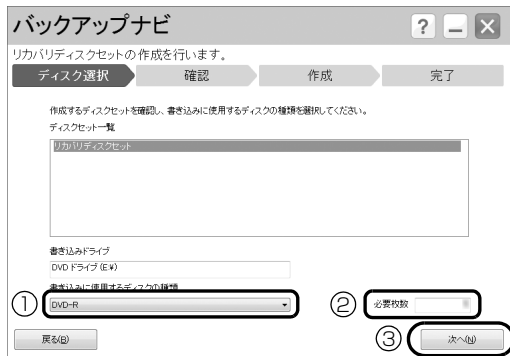 バックアップナビ
? - ×
リカバリディスクセットの作成を行います。
ディスク選択 確認 作成 完了
作成するディスクセットを確認し、書き込みに使用するディスクの種類を選択してください。
ディスクセット一覧
リカバリディスクセット
書き込みドライブ
DVD ドライブ (E:¥)
書き込みに使用するディスクの種類
① DVD-R ② 必要枚数
戻る(B) ③ 次へ(N)